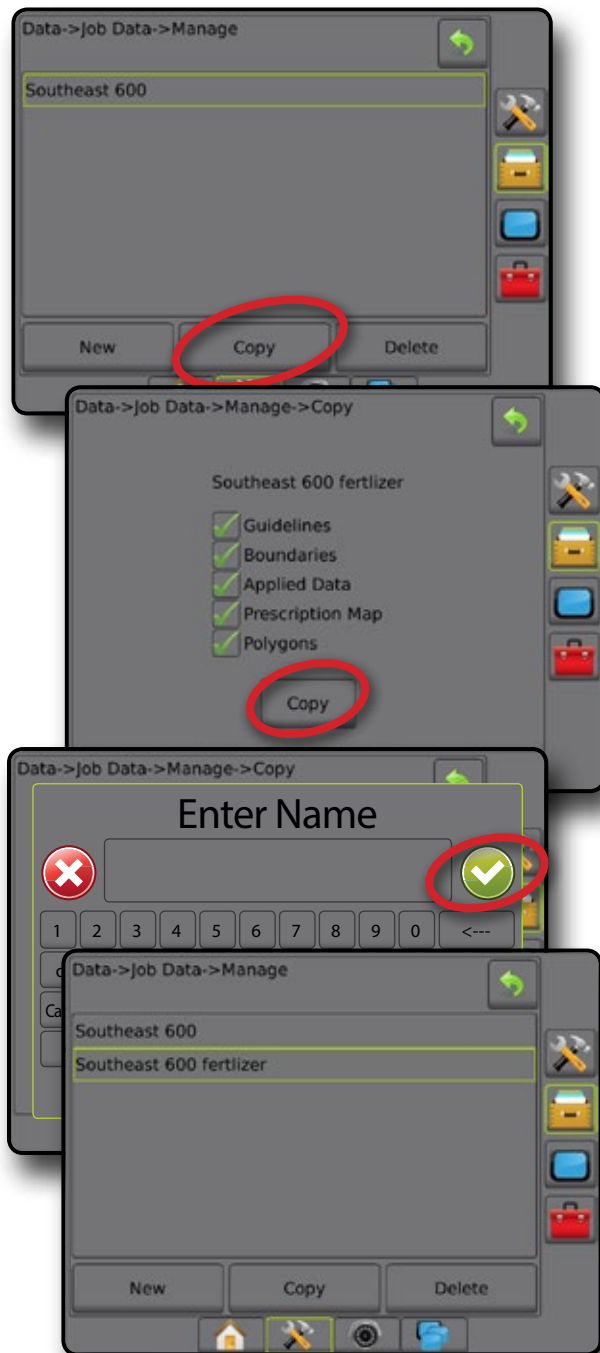 Data->Job Data->Manage
Southeast 600
New Copy Delete
Data->Job Data->Manage->Copy
Southeast 600 fertlizer
Guidelines
Boundaries
Applied Data
Prescription Map
Polygons
Copy
Data->Job Data->Manage->Copy
Enter Name
1 2 3 4 5 6 7 8 9 0 <---
Ca
Data->Job Data->Manage
Southeast 600
Southeast 600 fertlizer
New Copy Delete